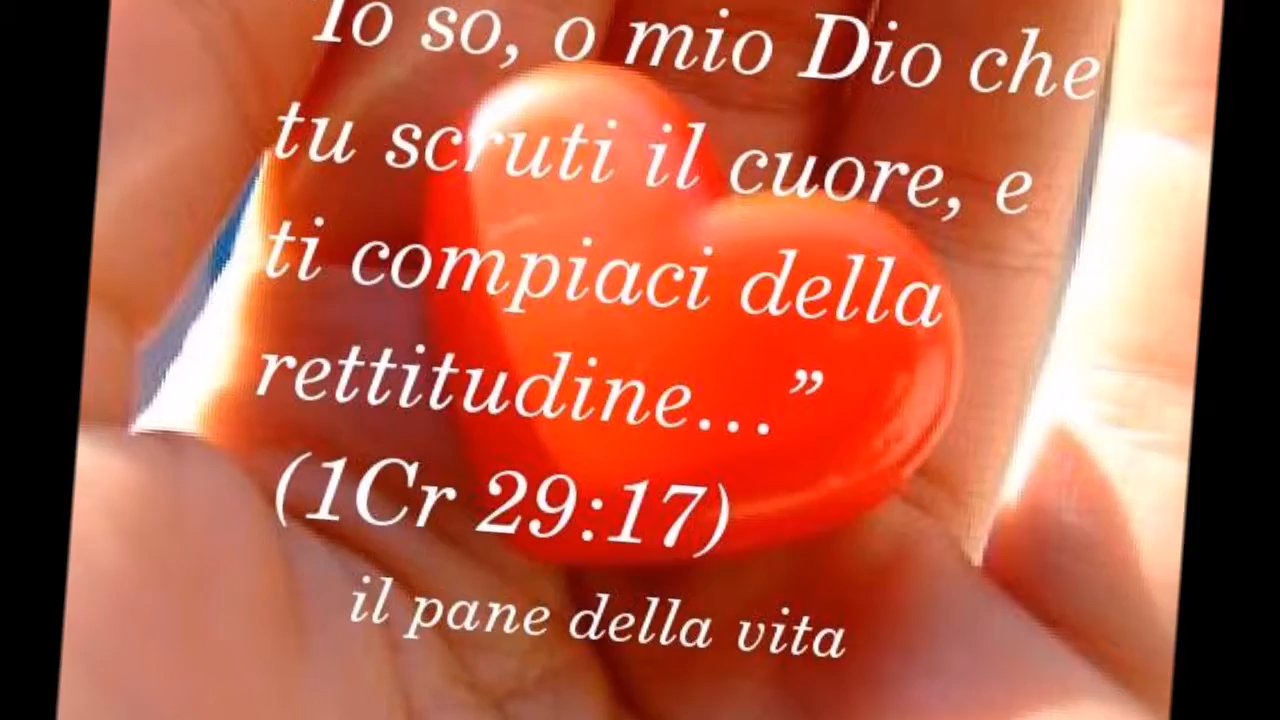 "Io so, o mio Dio che
tu scruti il cuore, e
ti compiaci della
rettitudine...”
(1Cr 29:17)
il pane della vita